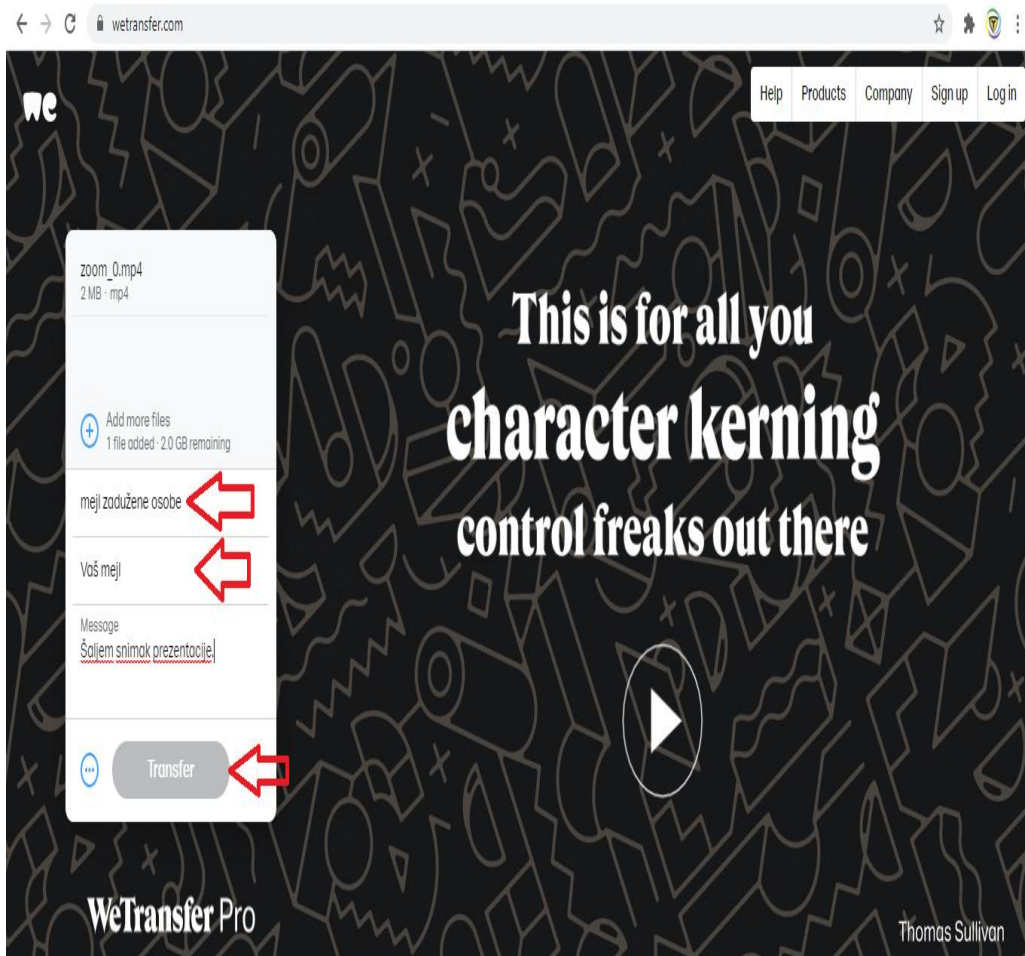 wetransfer.com
we
Help Products Company Sign up Log in
zoom_0.mp4
2 MB · mp4
Add more files
1 file added · 2.0 GB remaining
mejl zadužene osobe
Vaš mejl
Message
Šaljem snimak prezentacije.
Transfer
This is for all you
character kerning
control freaks out there
WeTransfer Pro
Thomas Sullivan